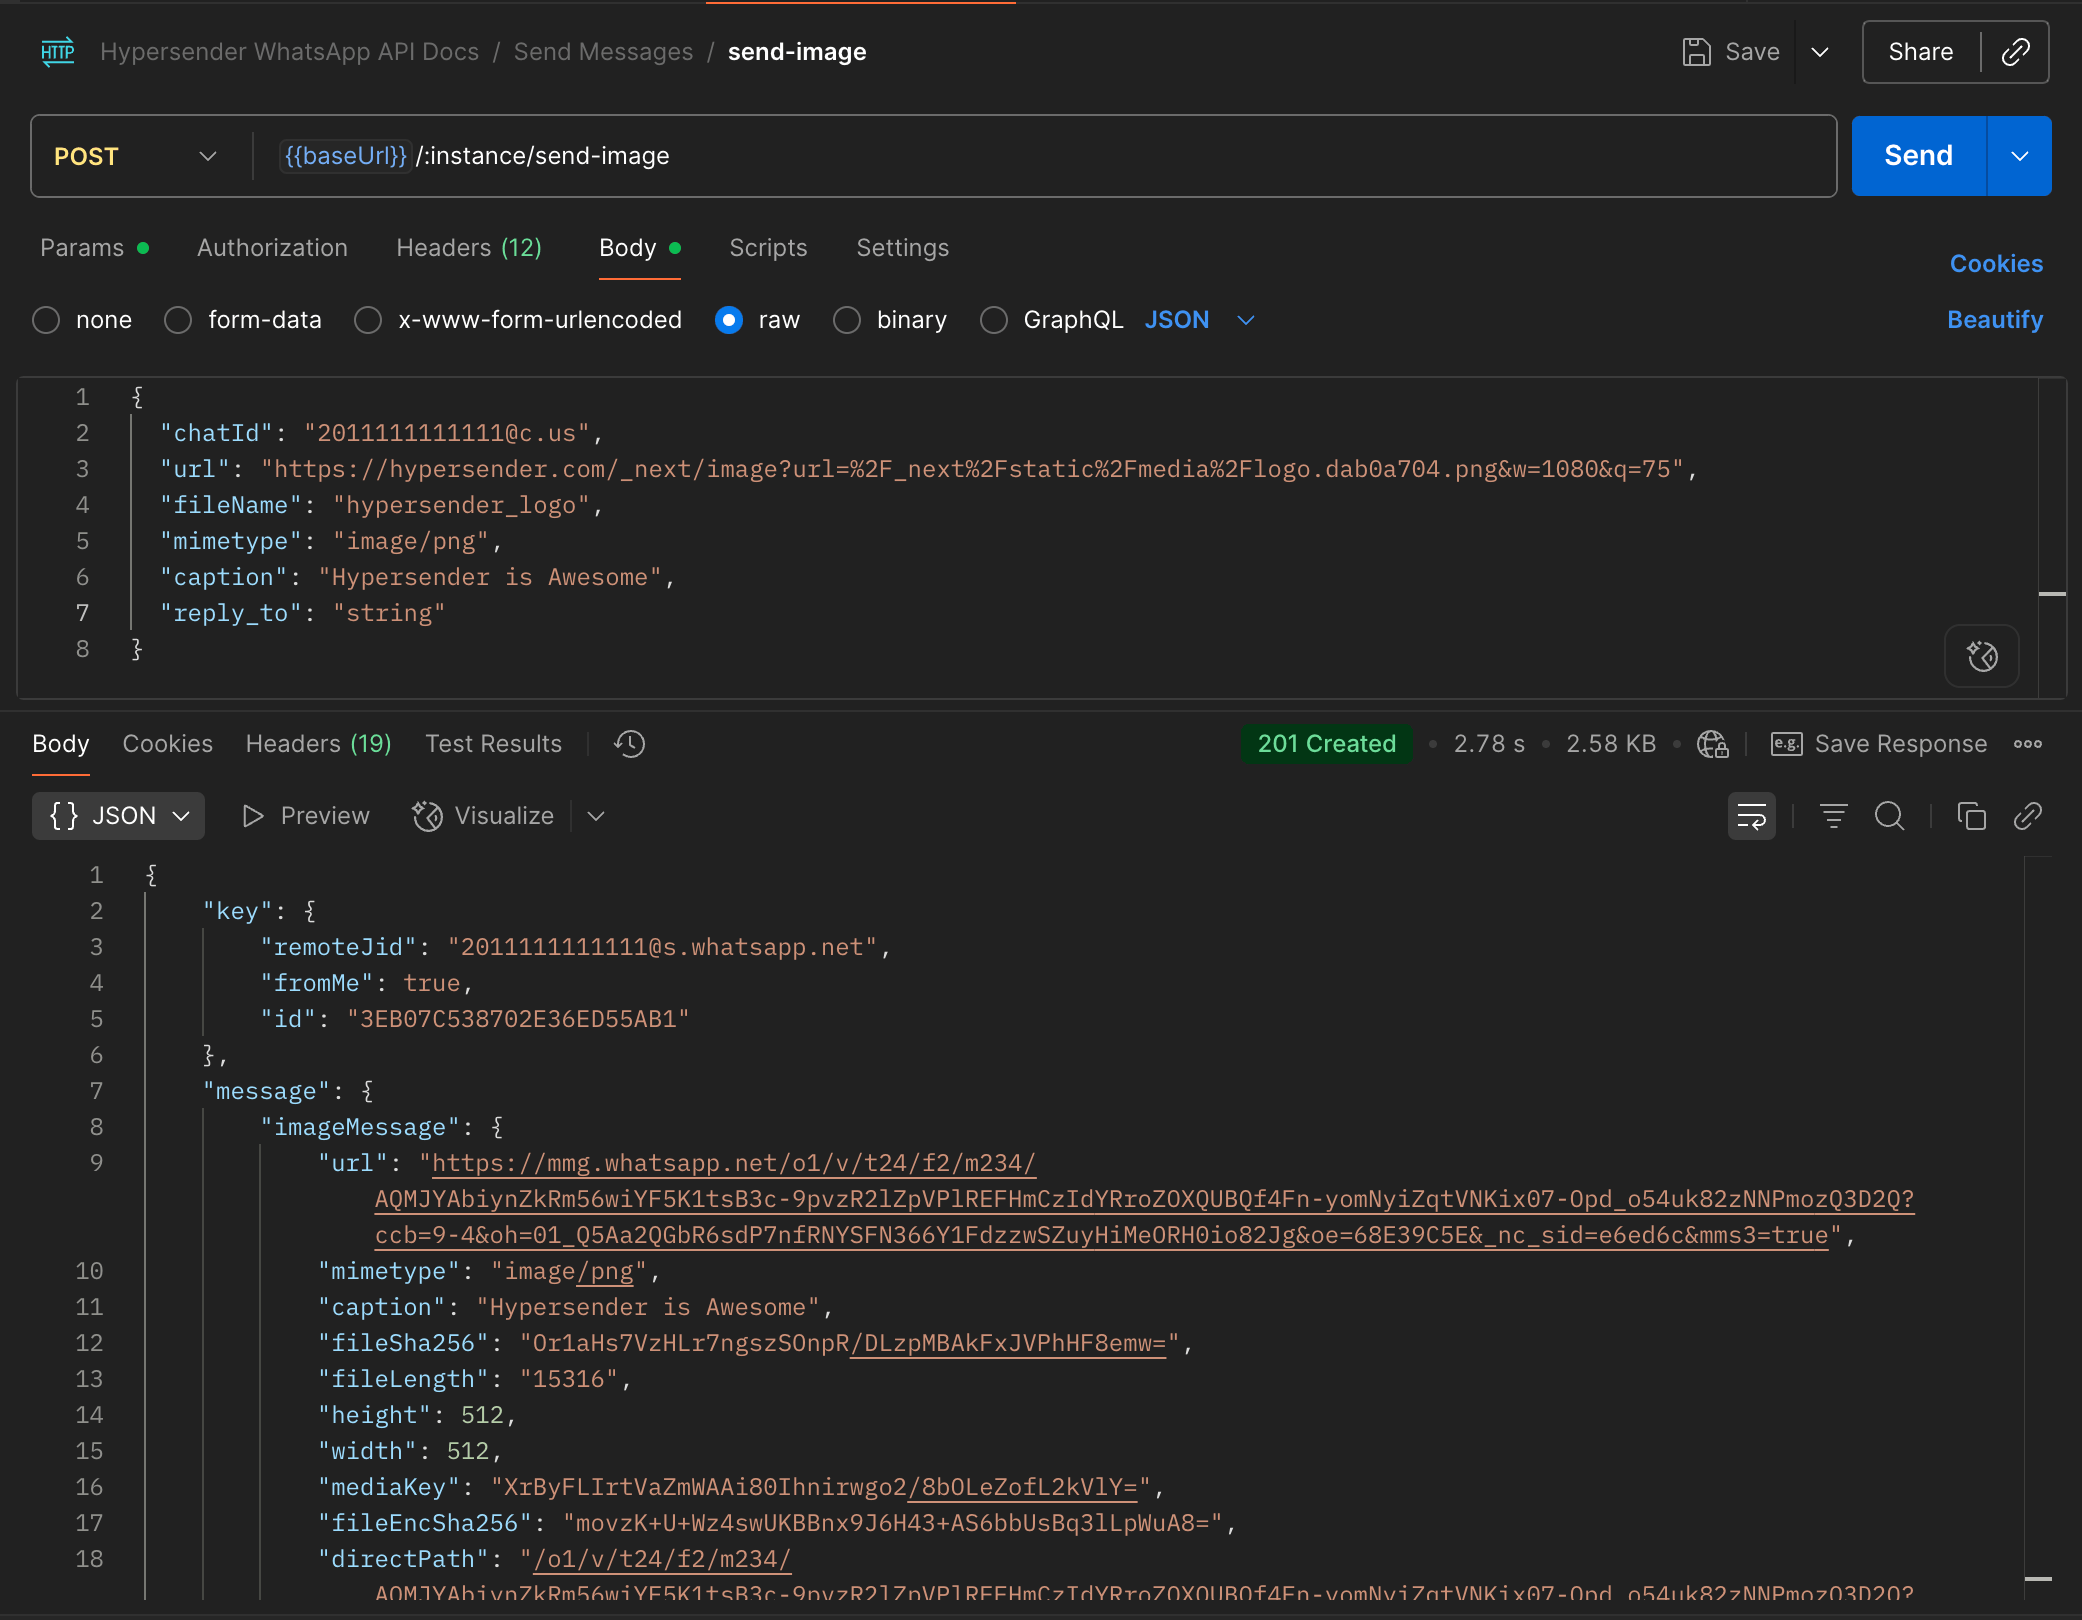 HTTP Hypersender WhatsApp API Docs / Send Messages / send-image Save Share
POST {{baseUrl}}/:instance/send-image Send
Params Authorization Headers (12) Body Scripts Settings Cookies
none form-data x-www-form-urlencoded raw binary GraphQL JSON Beautify
1 {
2 "chatId": "2011111111111@c.us",
3 "url": "https://hypersender.com/_next/image?url=%2F_next%2Fstatic%2Fmedia%2Flogo.dab0a704.png&w=1080&q=75",
4 "fileName": "hypersender_logo",
5 "mimetype": "image/png",
6 "caption": "Hypersender is Awesome",
7 "reply_to": "string"
8 }
Body Cookies Headers (19) Test Results 201 Created • 2.78 s • 2.58 KB • e.g. Save Response
{} JSON Preview Visualize
1 {
2 "key": {
3 "remoteJid": "2011111111111@s.whatsapp.net",
4 "fromMe": true,
5 "id": "3EB07C538702E36ED55AB1"
6 },
7 "message": {
8 "imageMessage": {
9 "url": "https://mmg.whatsapp.net/o1/v/t24/f2/m234/
AQMJYAbiynZkRm56wiYF5K1tsB3c-9pvzR2lZpVPlREFHmCzIdYRroZOXQUBQf4Fn-yomNyiZqtVNKix07-Opd_o54uk82zNNPmozQ3D2Q?
ccb=9-4&oh=01_Q5Aa2QGbR6sdP7nfRNYSFN366Y1FdzzwSZuyHiMeORH0io82Jg&oe=68E39C5E&_nc_sid=e6ed6c&mms3=true",
10 "mimetype": "image/png",
11 "caption": "Hypersender is Awesome",
12 "fileSha256": "Or1aHs7VzHLr7ngszSOnpR/DLzpMBAkFxJVPhHF8emw=",
13 "fileLength": "15316",
14 "height": 512,
15 "width": 512,
16 "mediaKey": "XrByFLIrtVaZmWAAi80Ihnirwgo2/8bOLeZofL2kVlY=",
17 "fileEncSha256": "movzK+U+Wz4swUKBBnx9J6H43+AS6bbUsBq3lLpWuA8=",
18 "directPath": "/o1/v/t24/f2/m234/
AQMJYAbiynZkRm56wiYF5K1tsB3c-9pvzR2lZpVPlREFHmCzIdYRroZOXQUBQf4Fn-yomNyiZqtVNKix07-Opd_o54uk82zNNPmozQ3D2Q?